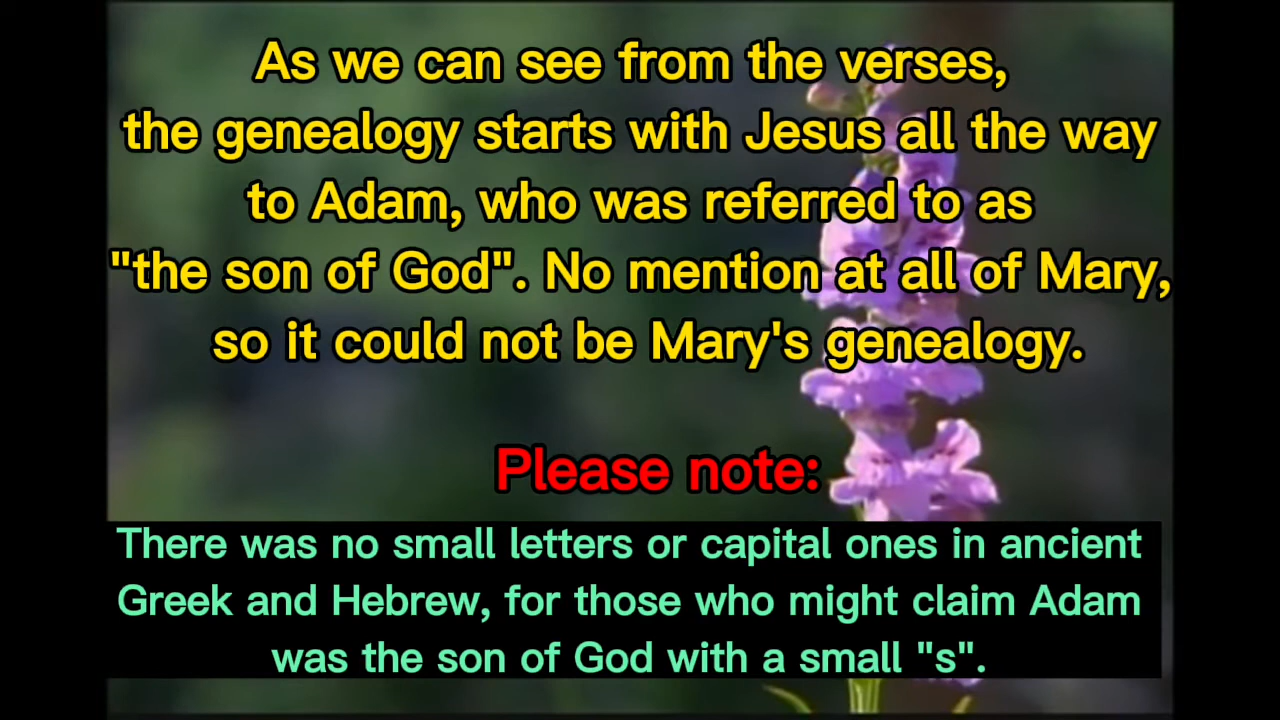 As we can see from the verses,
the genealogy starts with Jesus all the way
to Adam, who was referred to as
"the son of God". No mention at all of Mary,
so it could not be Mary's genealogy.
Please note:
There was no small letters or capital ones in ancient
Greek and Hebrew, for those who might claim Adam
was the son of God with a small "s".